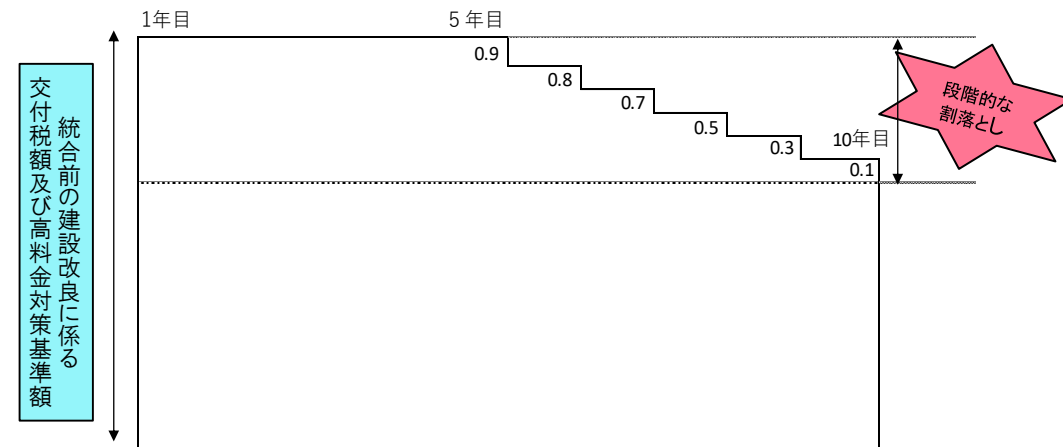 1年目
5年目
0.9
0.8
0.7
0.5
0.3
10年目
0.1
段階的な
割落とし
統合前の建設改良に係る
交付税額及び高料金対策基準額